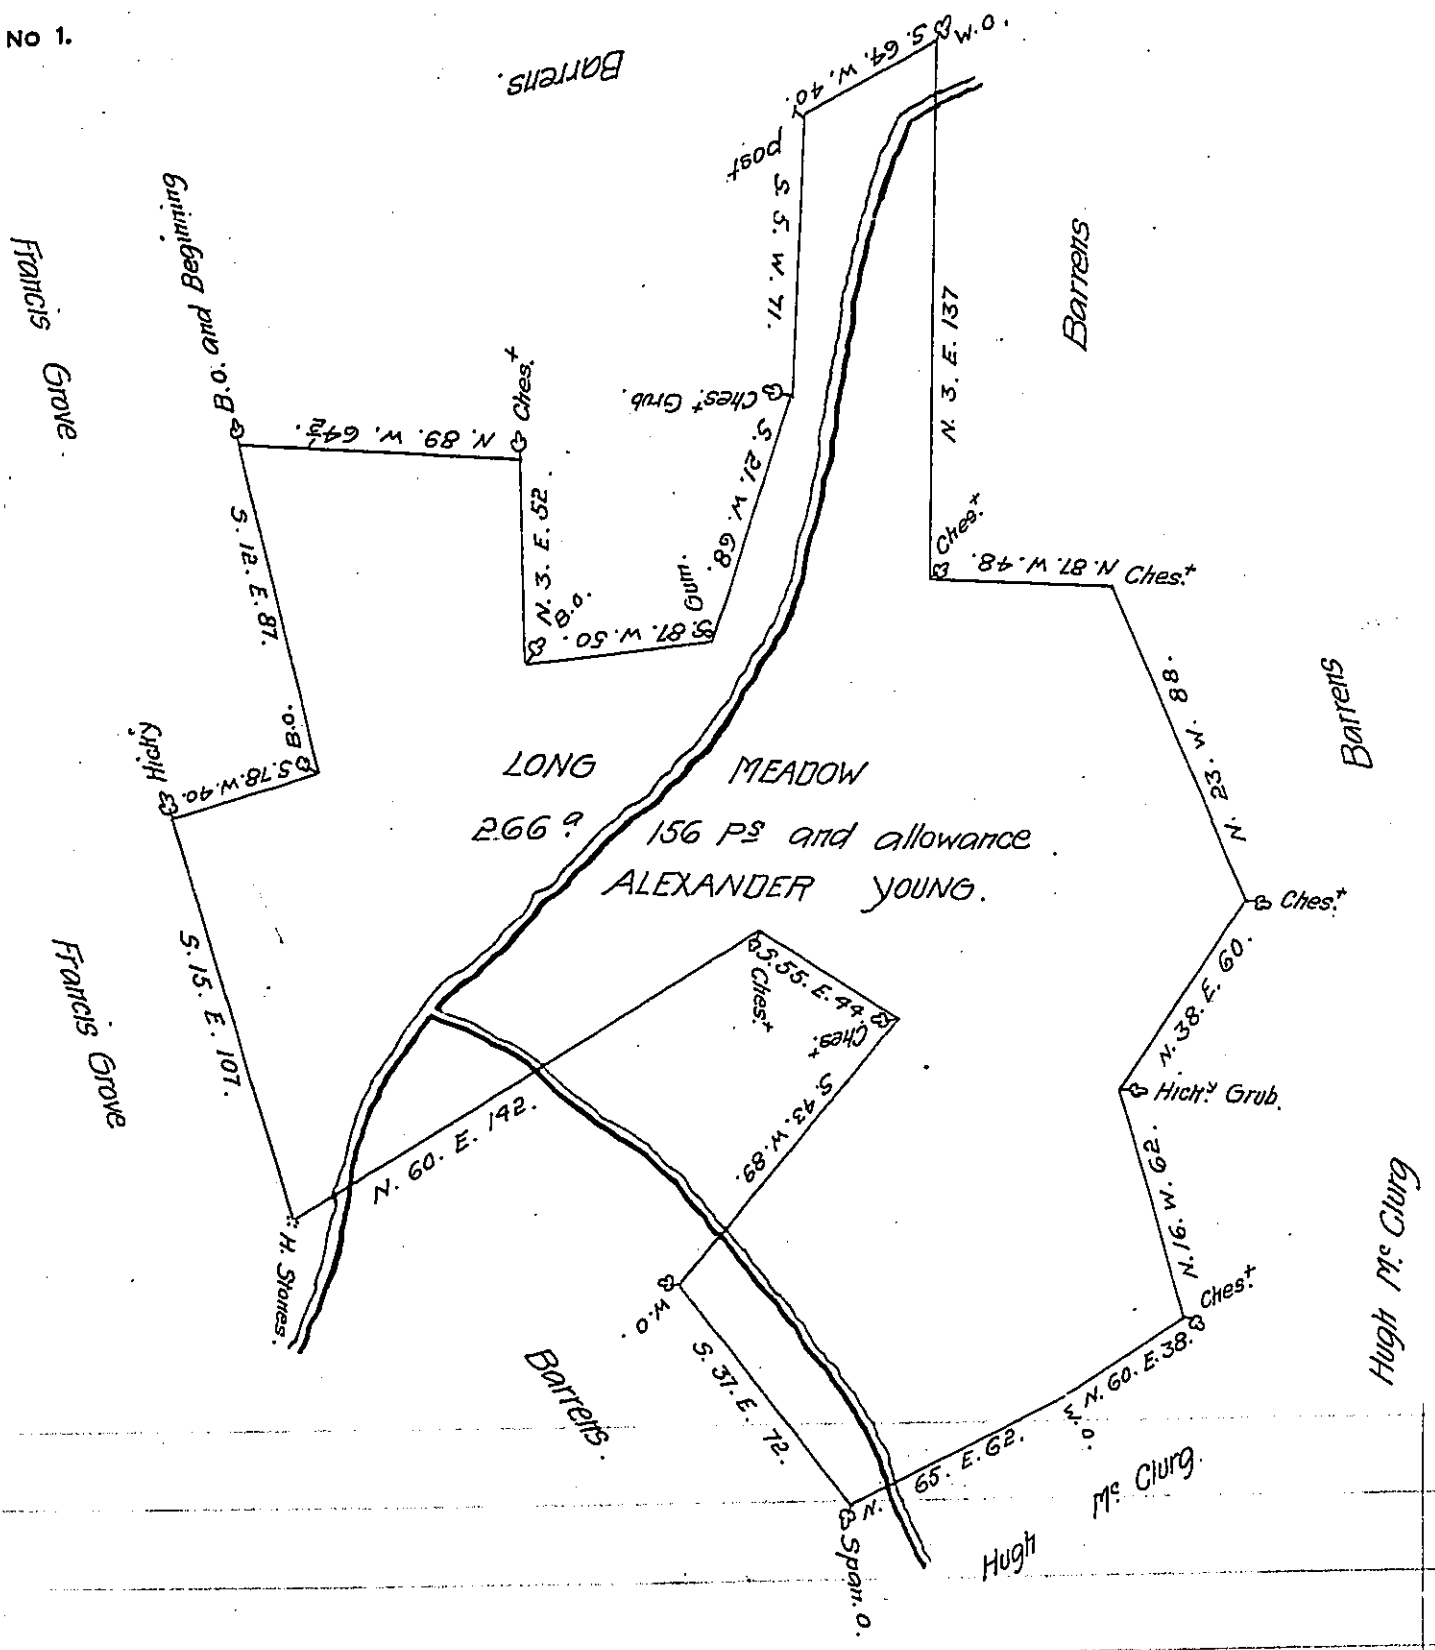 No 1.
Barrens.
S. 64. W. 40.
W.O.
post
S 5. W. 71.
Beginning B.O. and
Francis Grove.
Barrens
N. 3. E. 137
Ches.t
N. 89. W. 64½.
Ches.t Grub.
S. 21. W. 68.
N. 3. E. 52.
B.O.
S. 87. W. 50.
Gum.
Ches.t
N. 87. W. 48.
Ches.t
S. 12. E. 87.
B.O.
S. 78. W. 40.
Hicky
N. 23. W. 88.
Barrens
LONG MEADOW
266 a 156 Ps and allowance
ALEXANDER YOUNG.
Ches.t
S. 55. E. 44.
Ches.t
Ches.t
N. 38. E. 60.
S. 15. E. 107.
Francis Grove
N. 60. E. 142.
S. 43. W. 89.
Hick.y Grub.
N. 16. W. 62.
Hugh Mc Clurg
H. Stones.
W.O.
S. 37. E. 72.
Ches.t
N. 60. E. 38.
W.O.
N. 65. E. 62.
Barrens.
Hugh Mc Clurg.
Span. O.